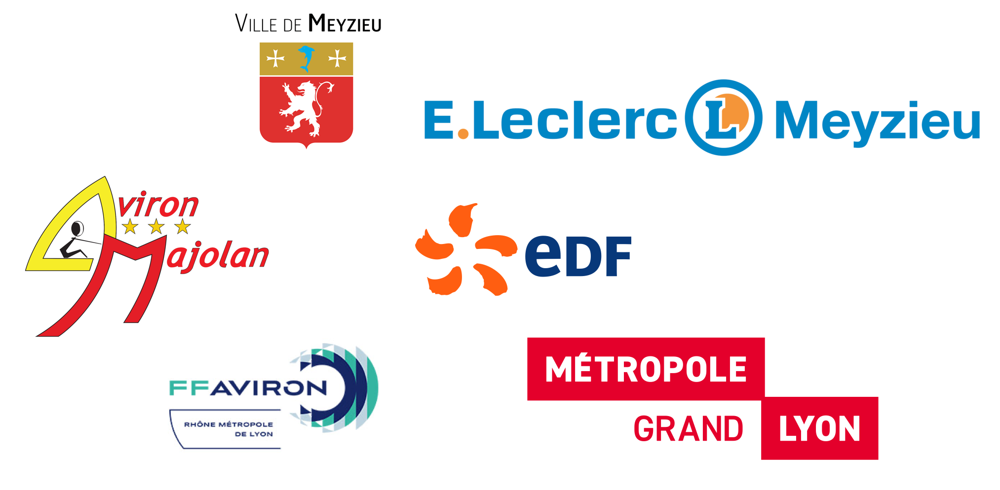 VILLE DE MEYZIEU
E.Leclerc L Meyzieu
Aviron
Majolan
eDF
FFAVIRON
RHÔNE MÉTROPOLE
DE LYON
MÉTROPOLE
GRAND LYON